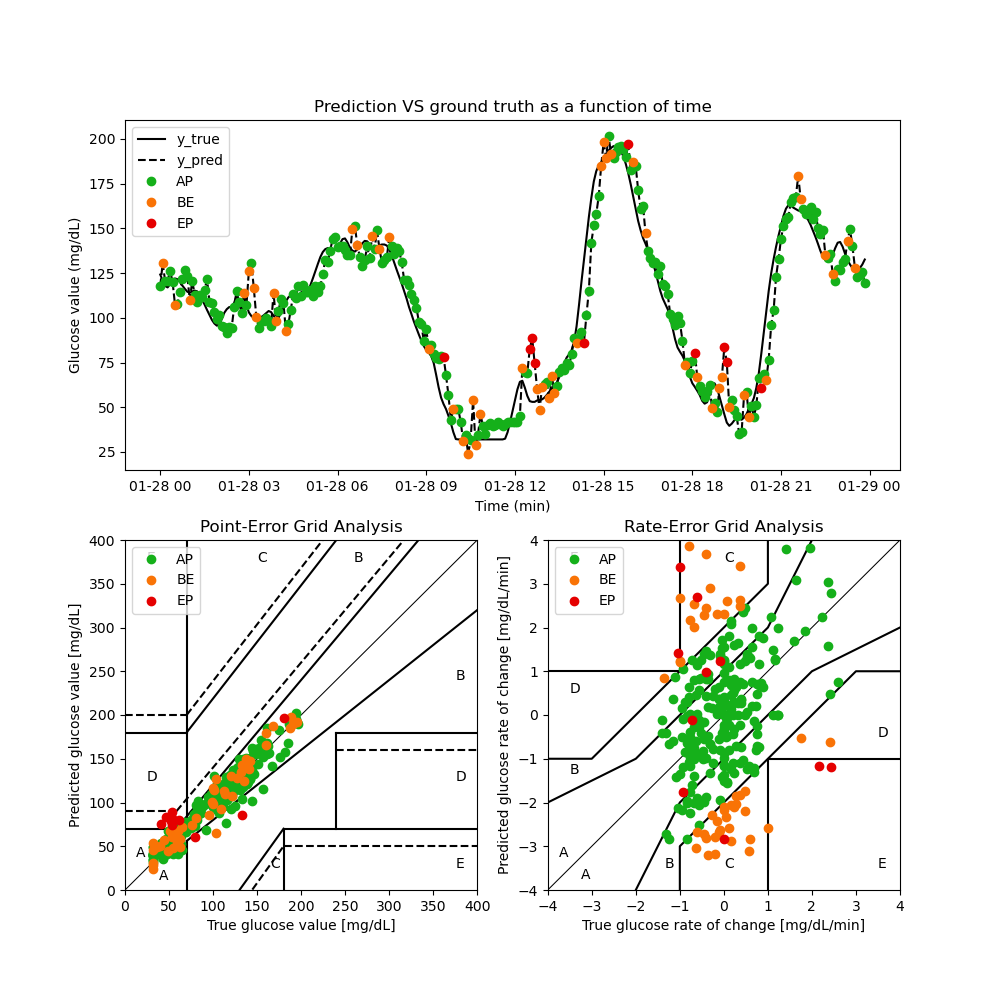 Prediction VS ground truth as a function of time
Glucose value (mg/dL)
200
175
150
125
100
75
50
25
y_true
y_pred
AP
BE
EP
01-28 00 01-28 03 01-28 06 01-28 09 01-28 12 01-28 15 01-28 18 01-28 21 01-29 00
Time (min)
Point-Error Grid Analysis
Predicted glucose value [mg/dL]
400
350
300
250
200
150
100
50
0
AP
BE
EP
C B
B
D D
A
A
C E
0 50 100 150 200 250 300 350 400
True glucose value [mg/dL]
Rate-Error Grid Analysis
Predicted glucose rate of change [mg/dL/min]
4
3
2
1
0
−1
−2
−3
−4
AP
BE
EP
C
D
D
B
A
A
B C E
−4 −3 −2 −1 0 1 2 3 4
True glucose rate of change [mg/dL/min]